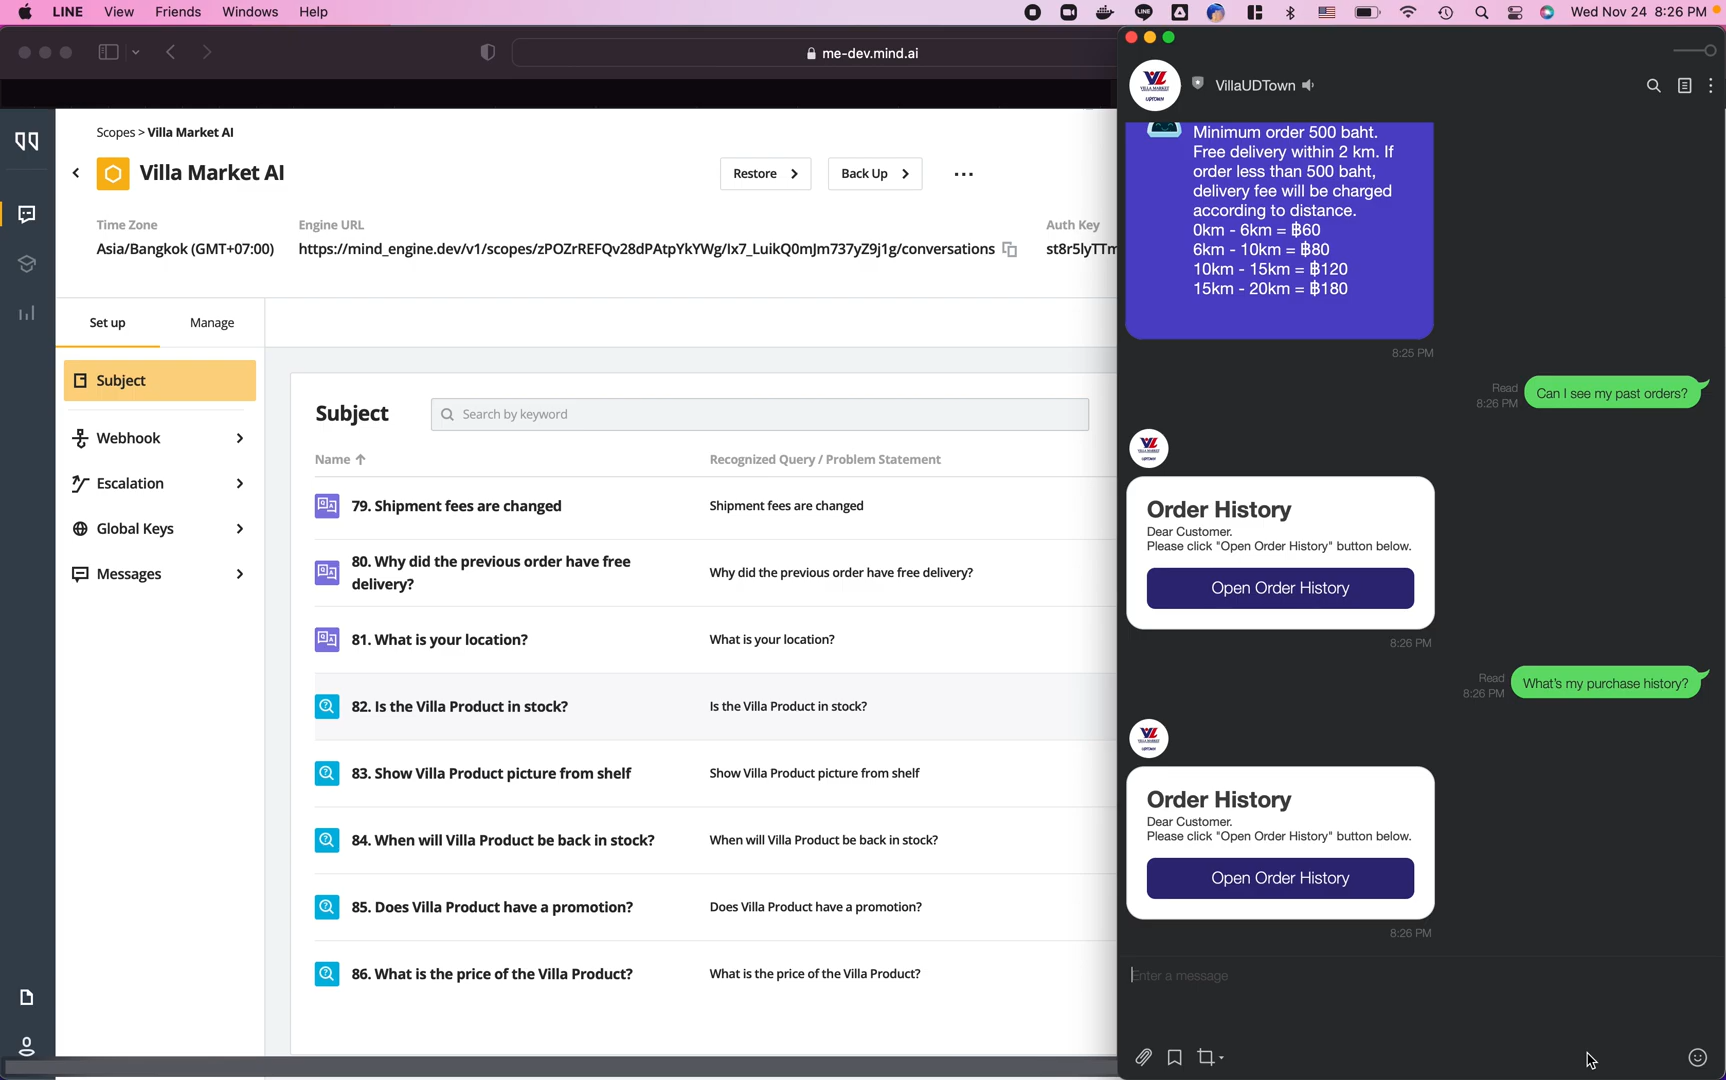 LINE View Friends Windows Help
Wed Nov 24 8:26 PM
me-dev.mind.ai
Scopes > Villa Market AI
Villa Market AI
Restore
Back Up
Time Zone
Engine URL
Auth Key
Asia/Bangkok (GMT+07:00)
https://mind_engine.dev/v1/scopes/zPOZrREFQv28dPAtpYkYWg/Ix7_LuikQ0mJm737yZ9j1g/conversations
st8r5lyTTm
Set up
Manage
Subject
Webhook
Escalation
Global Keys
Messages
Subject
Search by keyword
Name
Recognized Query / Problem Statement
79. Shipment fees are changed
Shipment fees are changed
80. Why did the previous order have free
delivery?
Why did the previous order have free delivery?
81. What is your location?
What is your location?
82. Is the Villa Product in stock?
Is the Villa Product in stock?
83. Show Villa Product picture from shelf
Show Villa Product picture from shelf
84. When will Villa Product be back in stock?
When will Villa Product be back in stock?
85. Does Villa Product have a promotion?
Does Villa Product have a promotion?
86. What is the price of the Villa Product?
What is the price of the Villa Product?
VILLA MARKET
UDTOWN
VillaUDTown
Minimum order 500 baht.
Free delivery within 2 km. If
order less than 500 baht,
delivery fee will be charged
according to distance.
0km - 6km = ฿60
6km - 10km = ฿80
10km - 15km = ฿120
15km - 20km = ฿180
8:25 PM
Read
8:26 PM
Can I see my past orders?
Order History
Dear Customer.
Please click "Open Order History" button below.
Open Order History
8:26 PM
Read
8:26 PM
What's my purchase history?
Order History
Dear Customer.
Please click "Open Order History" button below.
Open Order History
8:26 PM
Enter a message